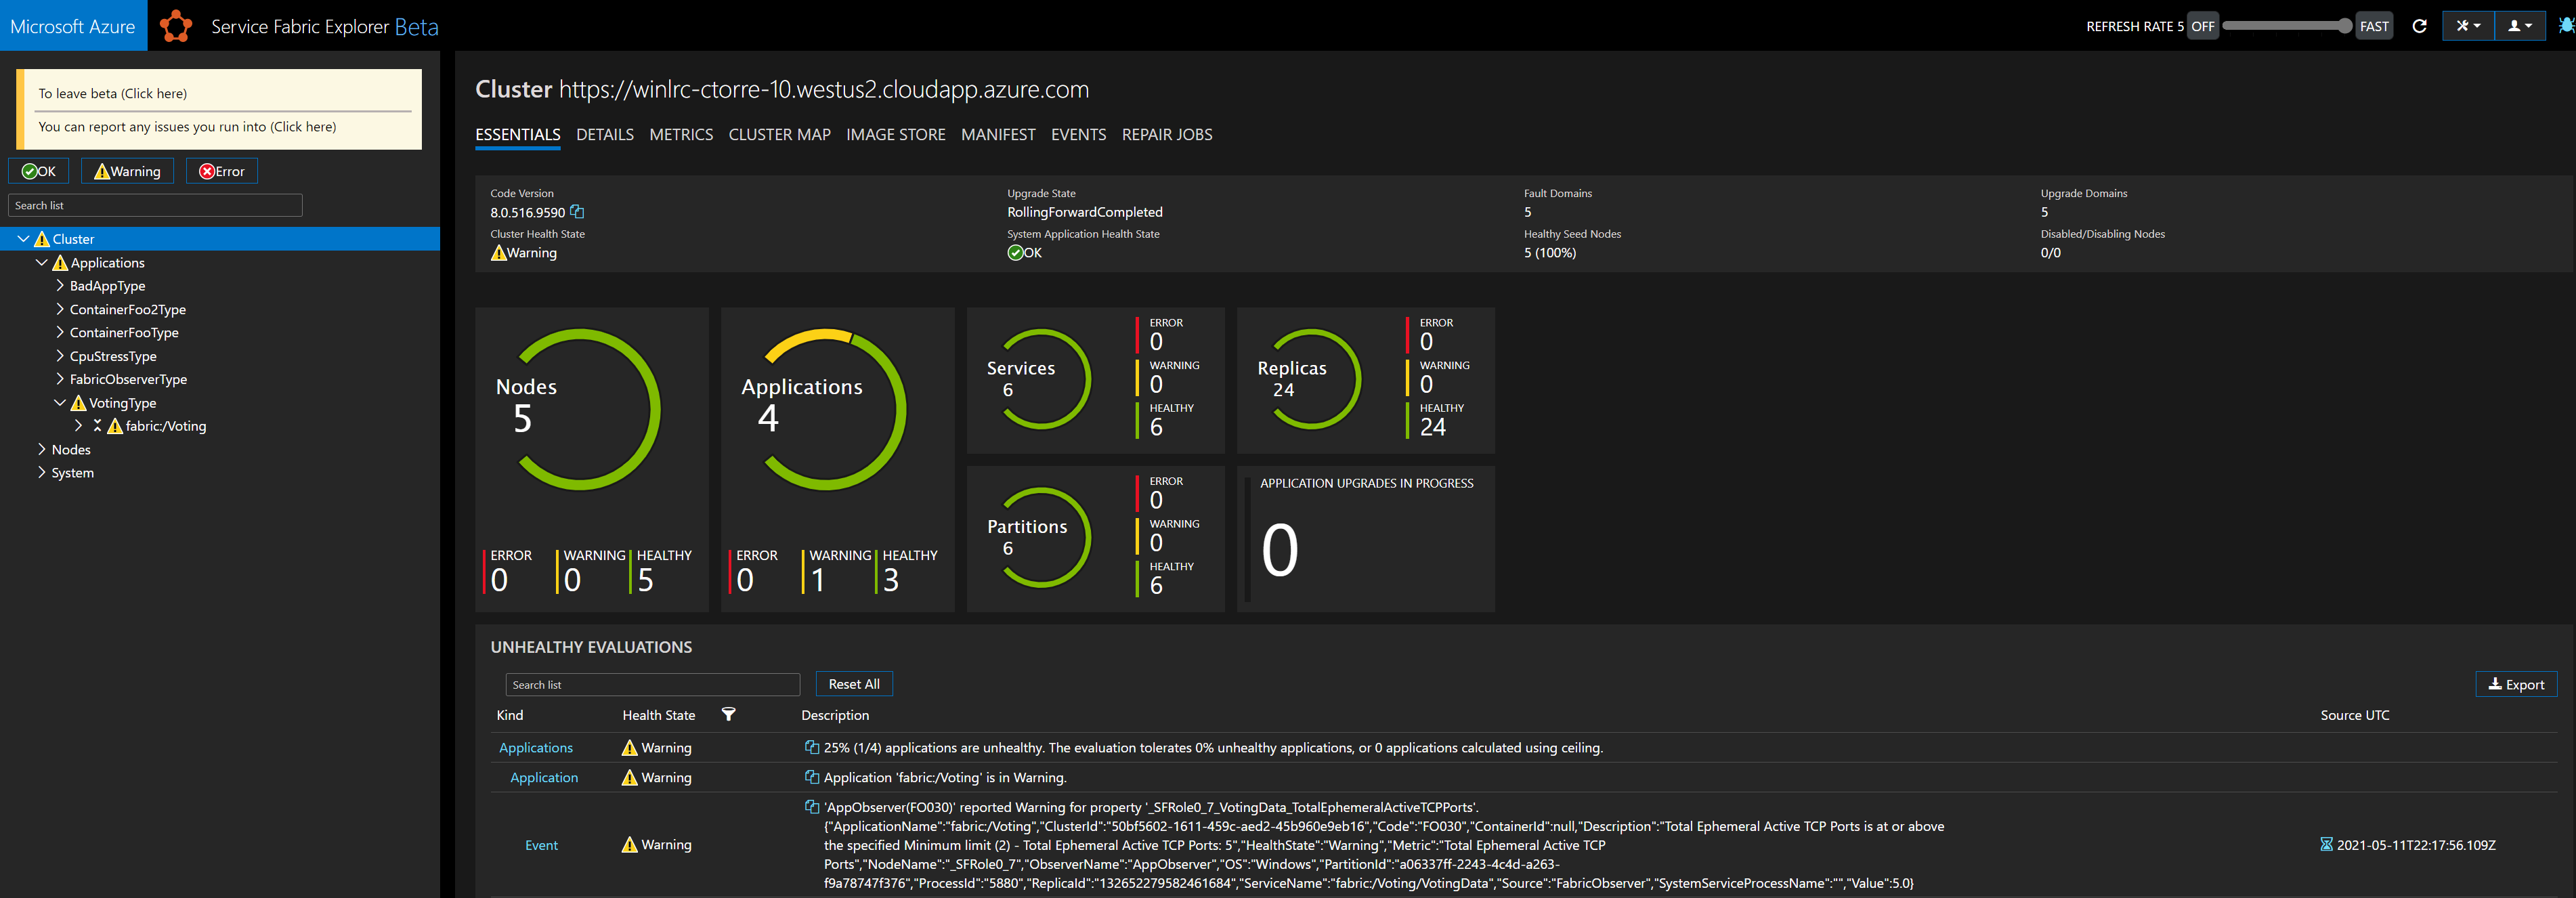 Microsoft Azure
Service Fabric Explorer Beta
REFRESH RATE 5 OFF FAST
To leave beta (Click here)
You can report any issues you run into (Click here)
OK Warning Error
Search list
Cluster
Applications
BadAppType
ContainerFoo2Type
ContainerFooType
CpuStressType
FabricObserverType
VotingType
fabric:/Voting
Nodes
System
Cluster https://winlrc-ctorre-10.westus2.cloudapp.azure.com
ESSENTIALS DETAILS METRICS CLUSTER MAP IMAGE STORE MANIFEST EVENTS REPAIR JOBS
Code Version
8.0.516.9590
Cluster Health State
Warning
Upgrade State
RollingForwardCompleted
System Application Health State
OK
Fault Domains
5
Healthy Seed Nodes
5 (100%)
Upgrade Domains
5
Disabled/Disabling Nodes
0/0
Nodes
5
ERROR WARNING HEALTHY
0 0 5
Applications
4
ERROR WARNING HEALTHY
0 1 3
Services
6
ERROR
0
WARNING
0
HEALTHY
6
Replicas
24
ERROR
0
WARNING
0
HEALTHY
24
Partitions
6
ERROR
0
WARNING
0
HEALTHY
6
APPLICATION UPGRADES IN PROGRESS
0
UNHEALTHY EVALUATIONS
Search list Reset All Export
Kind Health State Description Source UTC
Applications Warning 25% (1/4) applications are unhealthy. The evaluation tolerates 0% unhealthy applications, or 0 applications calculated using ceiling.
Application Warning Application 'fabric:/Voting' is in Warning.
Event Warning
'AppObserver(FO030)' reported Warning for property '_SFRole0_7_VotingData_TotalEphemeralActiveTCPPorts'.
{"ApplicationName":"fabric:/Voting","ClusterId":"50bf5602-1611-459c-aed2-45b960e9eb16","Code":"FO030","ContainerId":null,"Description":"Total Ephemeral Active TCP Ports is at or above
the specified Minimum limit (2) - Total Ephemeral Active TCP Ports: 5","HealthState":"Warning","Metric":"Total Ephemeral Active TCP
Ports","NodeName":"_SFRole0_7","ObserverName":"AppObserver","OS":"Windows","PartitionId":"a06337ff-2243-4c4d-a263-
f9a78747f376","ProcessId":"5880","ReplicaId":"132652279582461684","ServiceName":"fabric:/Voting/VotingData","Source":"FabricObserver","SystemServiceProcessName":"","Value":5.0}
2021-05-11T22:17:56.109Z